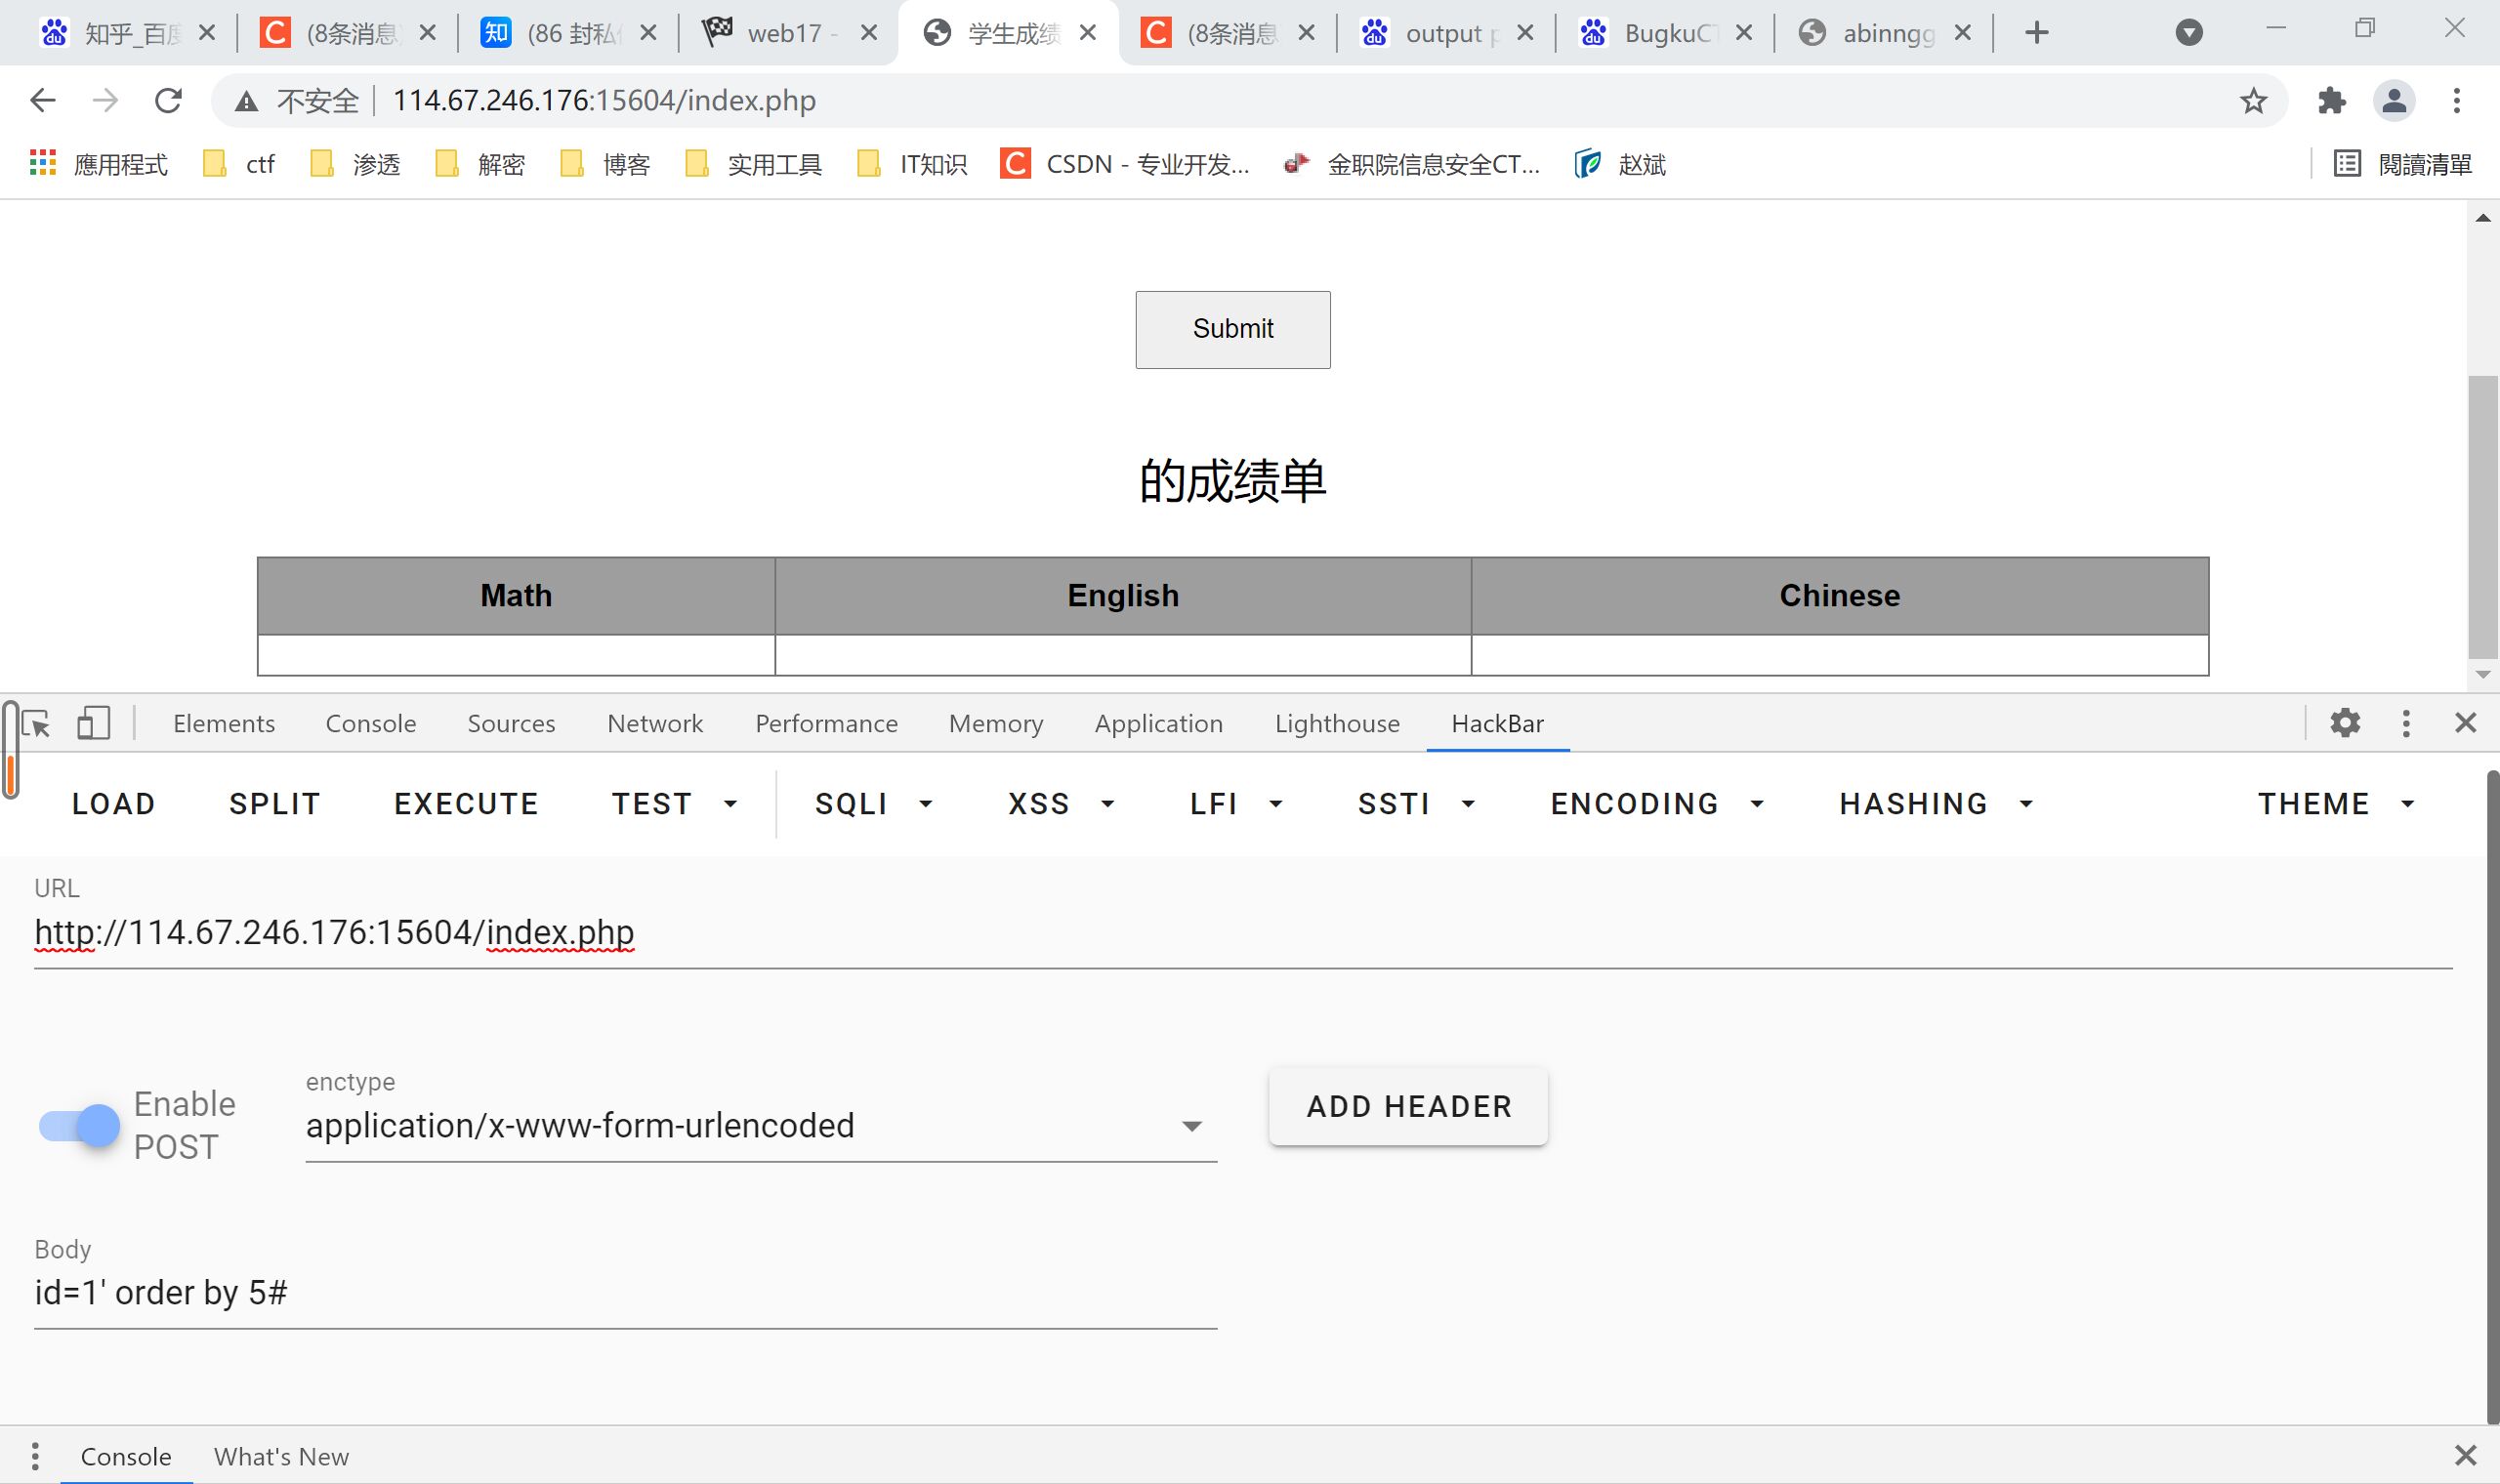 知乎_百度 (8条消息 (86 封私信 web17 - 学生成绩 (8条消息 output p BugkuCT abinngg
不安全 114.67.246.176:15604/index.php
應用程式 ctf 渗透 解密 博客 实用工具 IT知识 CSDN - 专业开发... 金职院信息安全CT... 赵斌 閱讀清單
Submit
的成绩单
Math English Chinese
Elements Console Sources Network Performance Memory Application Lighthouse HackBar
LOAD SPLIT EXECUTE TEST SQLI XSS LFI SSTI ENCODING HASHING THEME
URL
http://114.67.246.176:15604/index.php
Enable POST
enctype
application/x-www-form-urlencoded
ADD HEADER
Body
id=1' order by 5#
Console What's New